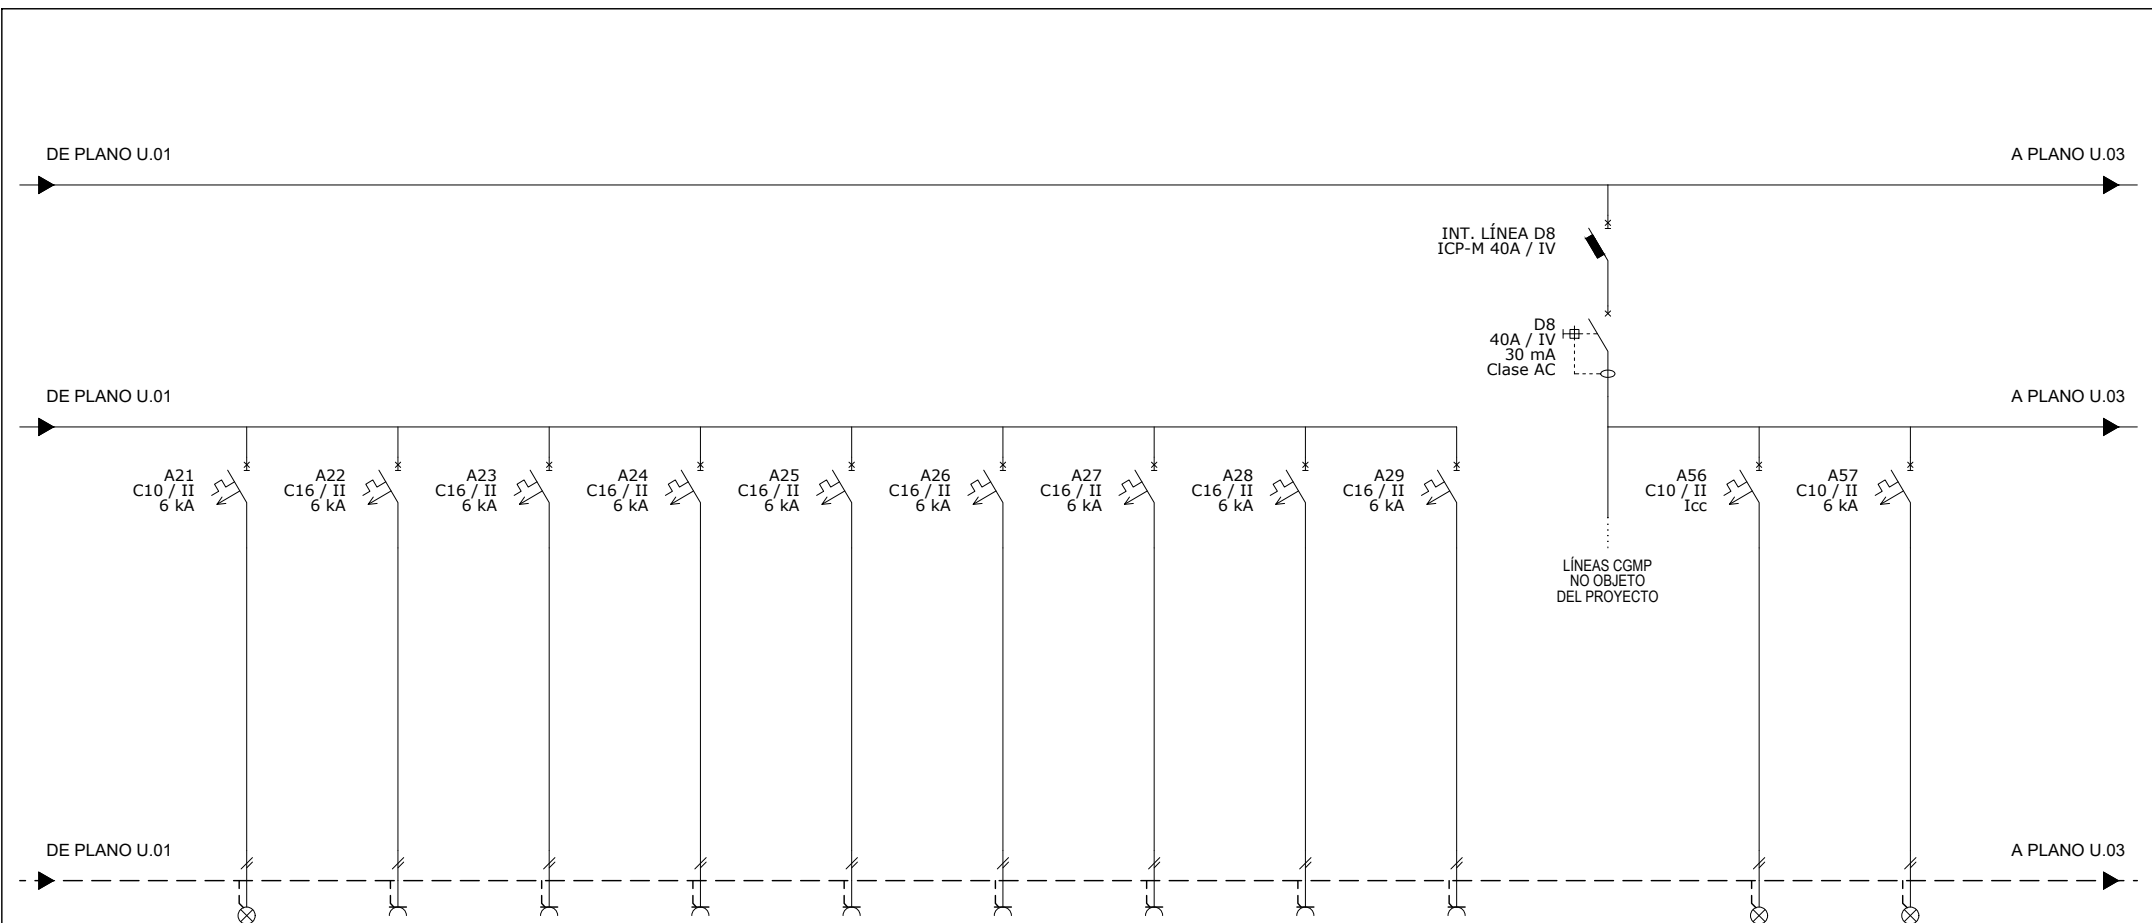 DE PLANO U.01
A PLANO U.03
INT. LÍNEA D8
ICP-M 40A / IV
D8
40A / IV
30 mA
Clase AC
DE PLANO U.01
A PLANO U.03
A21
C10 / II
6 kA
A22
C16 / II
6 kA
A23
C16 / II
6 kA
A24
C16 / II
6 kA
A25
C16 / II
6 kA
A26
C16 / II
6 kA
A27
C16 / II
6 kA
A28
C16 / II
6 kA
A29
C16 / II
6 kA
A56
C10 / II
Icc
A57
C10 / II
6 kA
LÍNEAS CGMP
NO OBJETO
DEL PROYECTO
DE PLANO U.01
A PLANO U.03